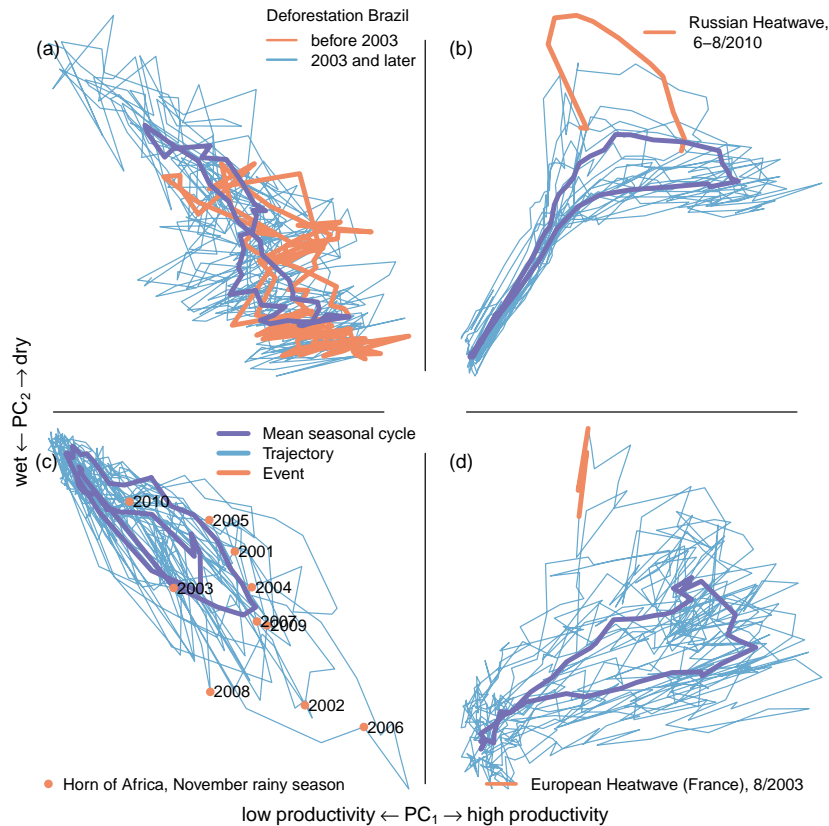 Deforestation Brazil
before 2003
2003 and later
(a)
Russian Heatwave,
6–8/2010
(b)
wet ← PC2 → dry
Mean seasonal cycle
Trajectory
Event
(c)
2010
2005
2001
2003
2004
2007
2009
2008
2002
2006
Horn of Africa, November rainy season
(d)
European Heatwave (France), 8/2003
low productivity ← PC1 → high productivity